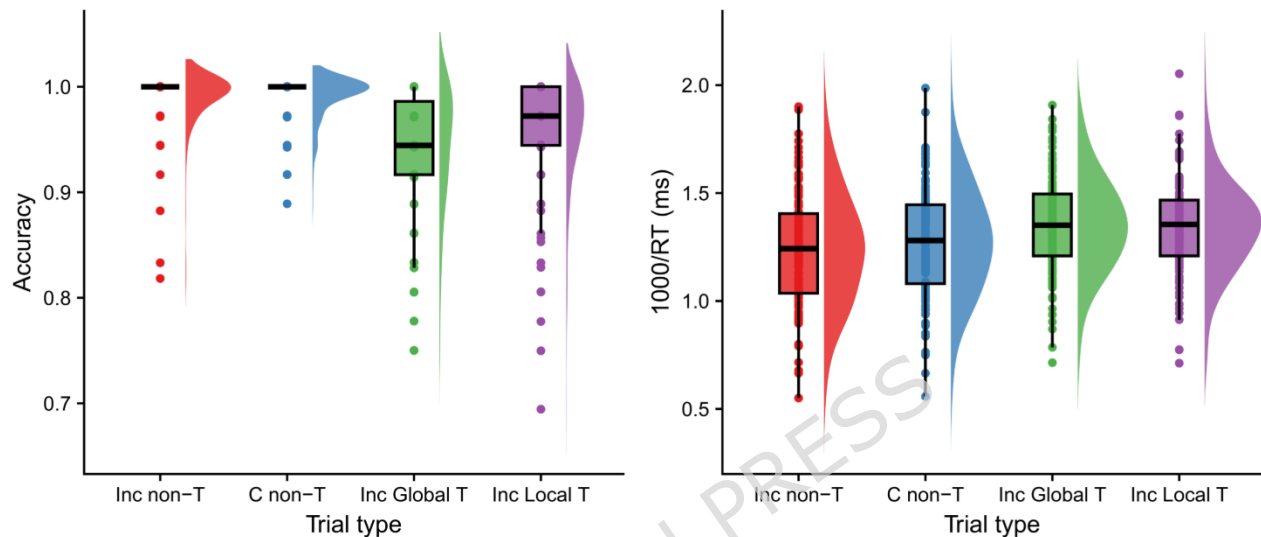 Accuracy
1.0
0.9
0.8
0.7
Inc non−T C non−T Inc Global T Inc Local T
Trial type
1000/RT (ms)
2.0
1.5
1.0
0.5
Inc non−T C non−T Inc Global T Inc Local T
Trial type
PRESS